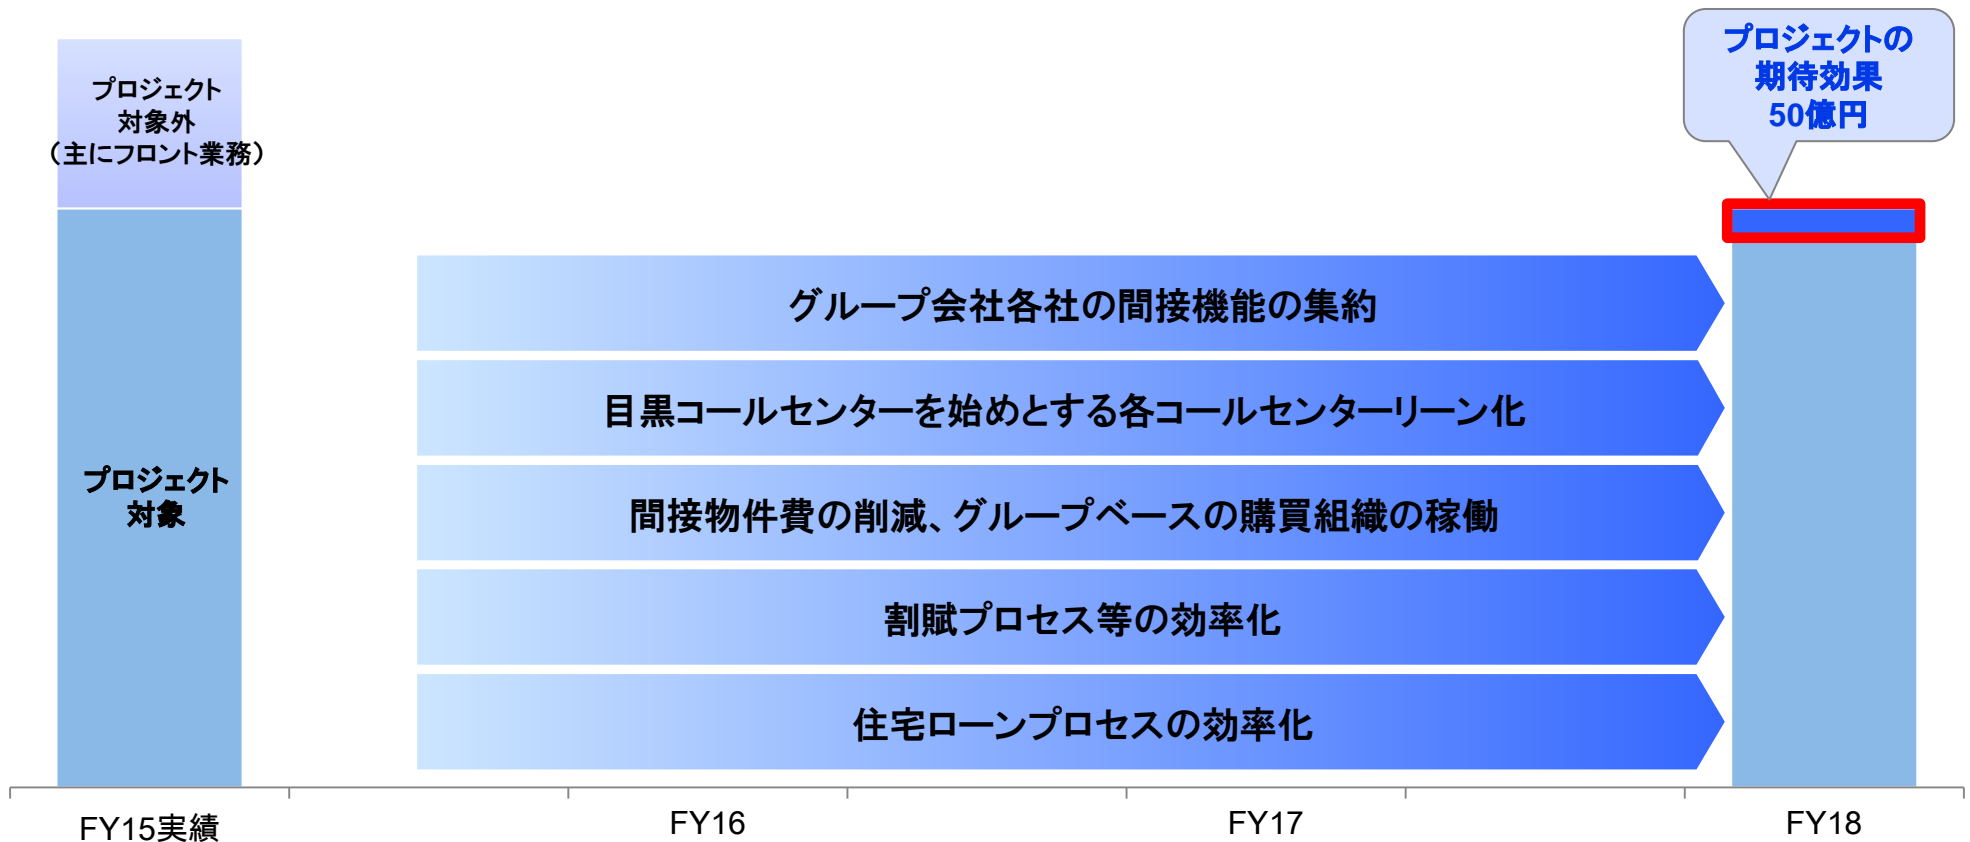 プロジェクト
対象外
（主にフロント業務）
プロジェクト
対象
プロジェクトの
期待効果
50億円
グループ会社各社の間接機能の集約
目黒コールセンターを始めとする各コールセンターリーン化
間接物件費の削減、グループベースの購買組織の稼働
割賦プロセス等の効率化
住宅ローンプロセスの効率化
FY15実績
FY16
FY17
FY18